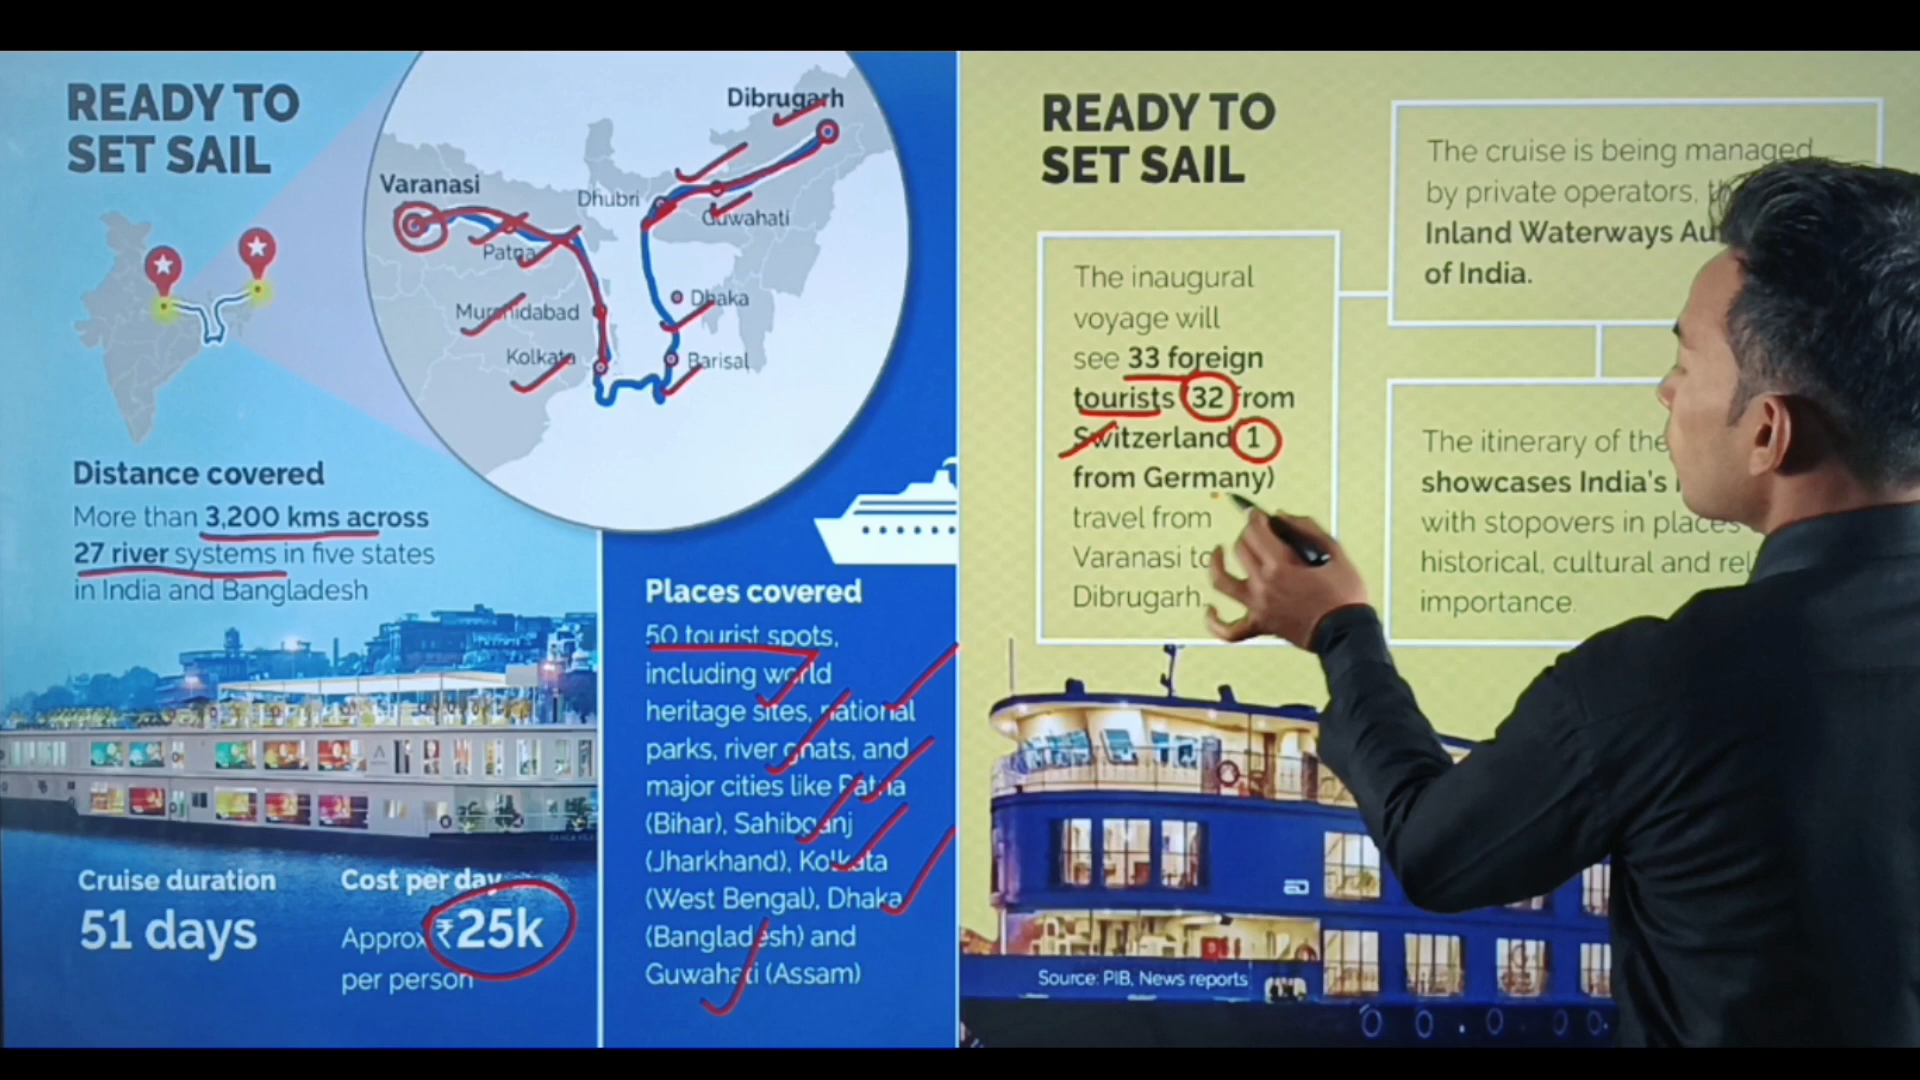 READY TO
SET SAIL
Dibrugarh
Varanasi
Dhubri
Guwahati
Patna
Murshidabad
Dhaka
Kolkata
Barisal
Distance covered
More than 3,200 kms across
27 river systems in five states
in India and Bangladesh
Cruise duration
51 days
Cost per day
Approx ₹25k
per person
Places covered
50 tourist spots,
including world
heritage sites, national
parks, river ghats, and
major cities like Patna
(Bihar), Sahibganj
(Jharkhand), Kolkata
(West Bengal), Dhaka
(Bangladesh) and
Guwahati (Assam)
READY TO
SET SAIL
The inaugural
voyage will
see 33 foreign
tourists (32 from
Switzerland 1
from Germany)
travel from
Varanasi to
Dibrugarh.
The cruise is being managed
by private operators,
Inland Waterways
of India.
The itinerary of the
showcases India's
with stopovers in places
historical, cultural and
importance.
Source: PIB, News reports